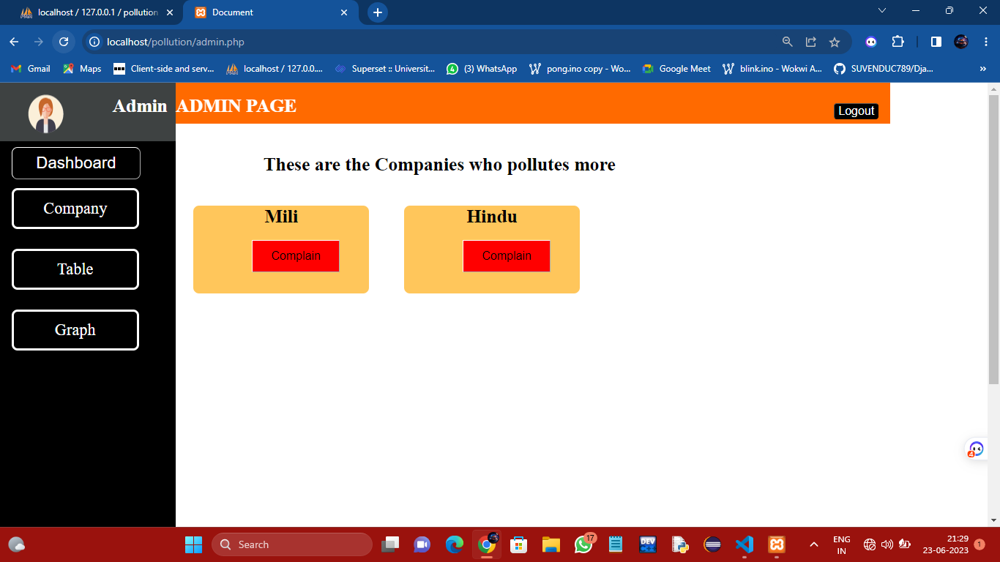 localhost / 127.0.0.1 / pollution
Document
localhost/pollution/admin.php
Gmail
Maps
Client-side and serv...
localhost / 127.0.0....
Superset :: Universit...
(3) WhatsApp
pong.ino copy - Wo...
Google Meet
blink.ino - Wokwi A...
SUVENDUC789/Dja...
Admin
ADMIN PAGE
Logout
Dashboard
These are the Companies who pollutes more
Company
Mili
Hindu
Complain
Complain
Table
Graph
4
Search
17
DEV
C++
ENG
IN
21:29
23-06-2023
1